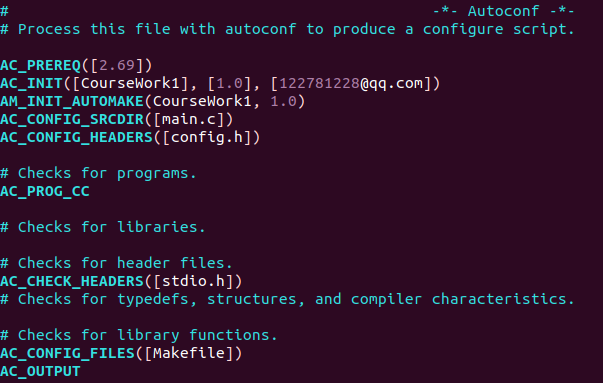 # -*- Autoconf -*-
# Process this file with autoconf to produce a configure script.
AC_PREREQ([2.69])
AC_INIT([CourseWork1], [1.0], [122781228@qq.com])
AM_INIT_AUTOMAKE(CourseWork1, 1.0)
AC_CONFIG_SRCDIR([main.c])
AC_CONFIG_HEADERS([config.h])
# Checks for programs.
AC_PROG_CC
# Checks for libraries.
# Checks for header files.
AC_CHECK_HEADERS([stdio.h])
# Checks for typedefs, structures, and compiler characteristics.
# Checks for library functions.
AC_CONFIG_FILES([Makefile])
AC_OUTPUT